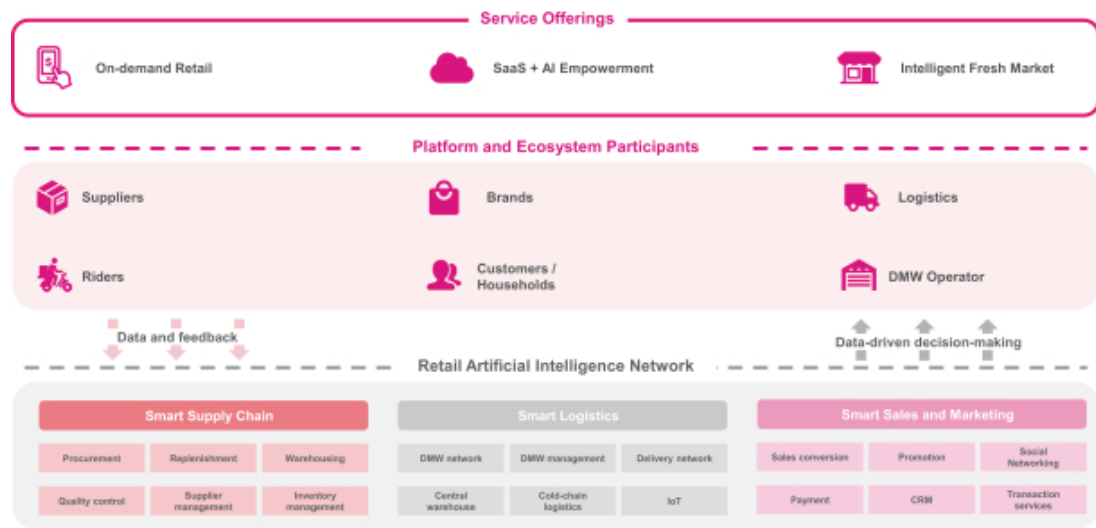 Service Offerings
On-demand Retail
SaaS + AI Empowerment
Intelligent Fresh Market
Platform and Ecosystem Participants
Suppliers
Brands
Logistics
Riders
Customers /
Households
DMW Operator
Data and feedback
Data-driven decision-making
Retail Artificial Intelligence Network
Smart Supply Chain
Smart Logistics
Smart Sales and Marketing
Procurement
Replenishment
Warehousing
DMW network
DMW management
Delivery network
Sales conversion
Promotion
Social
Networking
Quality control
Supplier
management
Inventory
management
Central
warehouse
Cold-chain
logistics
IoT
Payment
CRM
Transaction
services